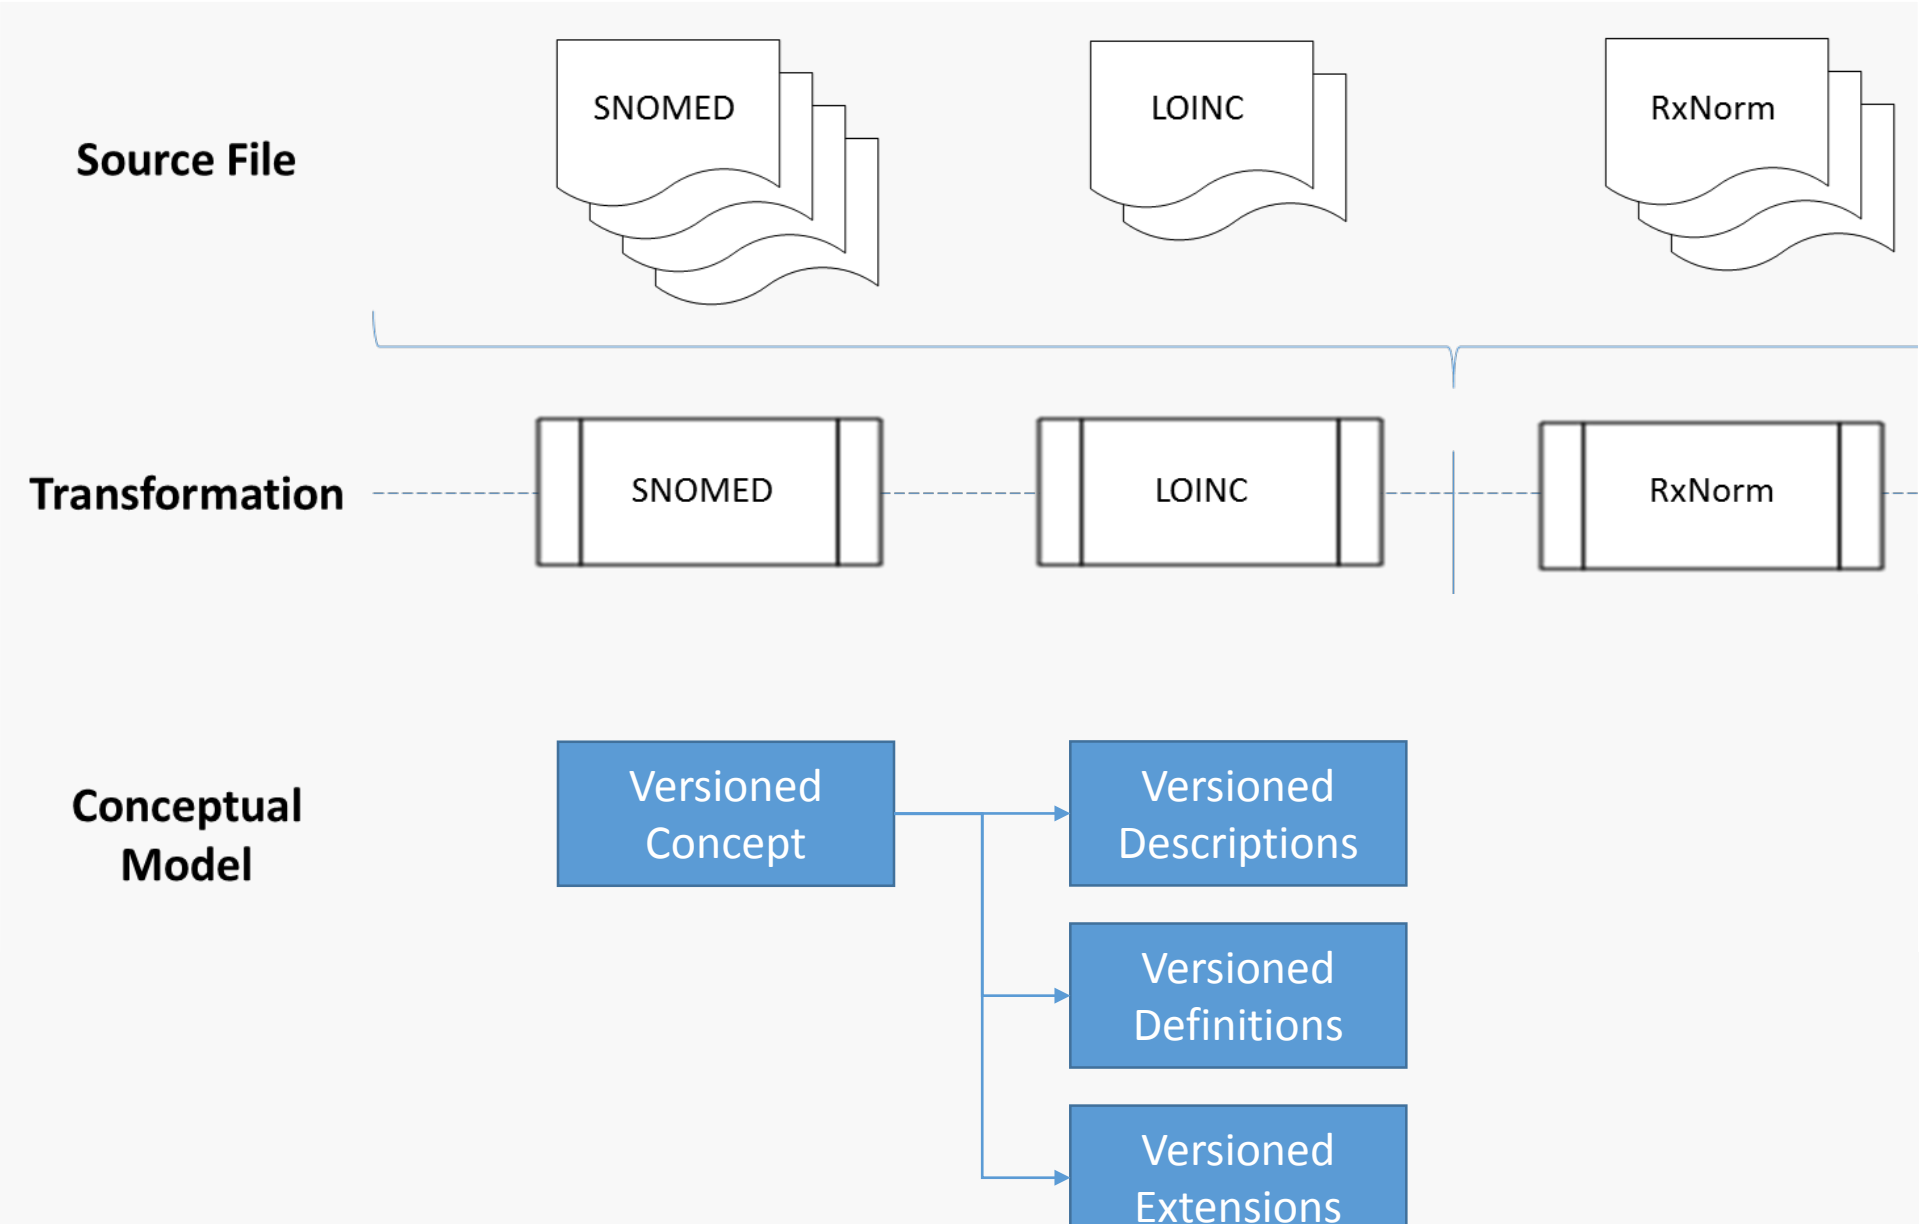 SNOMED
LOINC
RxNorm
Source File
Transformation
SNOMED
LOINC
RxNorm
Conceptual
Model
Versioned
Concept
Versioned
Descriptions
Versioned
Definitions
Versioned
Extensions